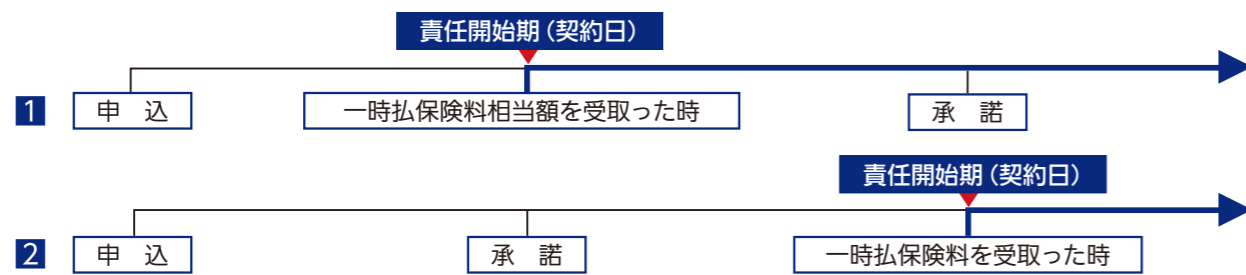 責任開始期（契約日）
1
申　込
一時払保険料相当額を受取った時
承　諾
責任開始期（契約日）
2
申　込
承　諾
一時払保険料を受取った時